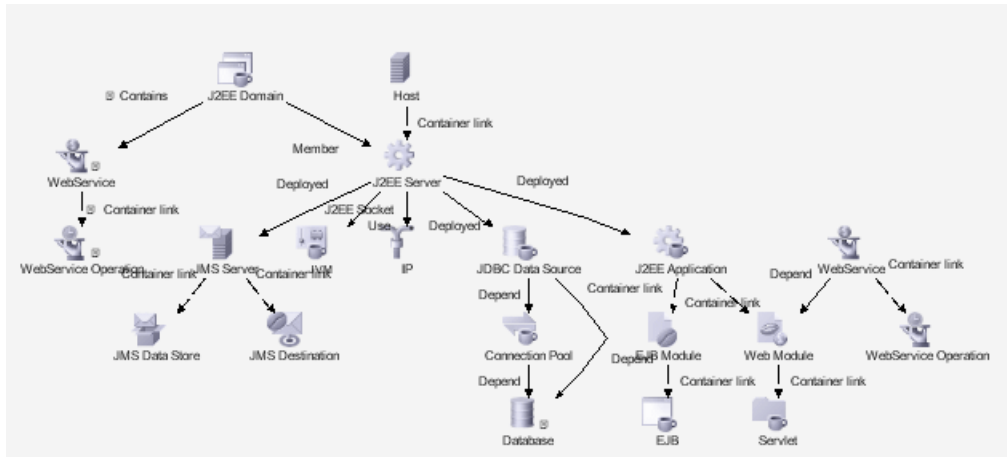 Contains
J2EE Domain
Host
Container link
Member
WebService
J2EE Server
Deployed
Deployed
Container link
J2EE Socket
Use
Deployed
WebService Operation
Container link
JMS Server
Container link
JVM
IP
JDBC Data Source
J2EE Application
Depend
WebService
Container link
Depend
Container link
Container link
JMS Data Store
JMS Destination
Connection Pool
Depend
EJB Module
Web Module
WebService Operation
Depend
Container link
Container link
Database
EJB
Servlet